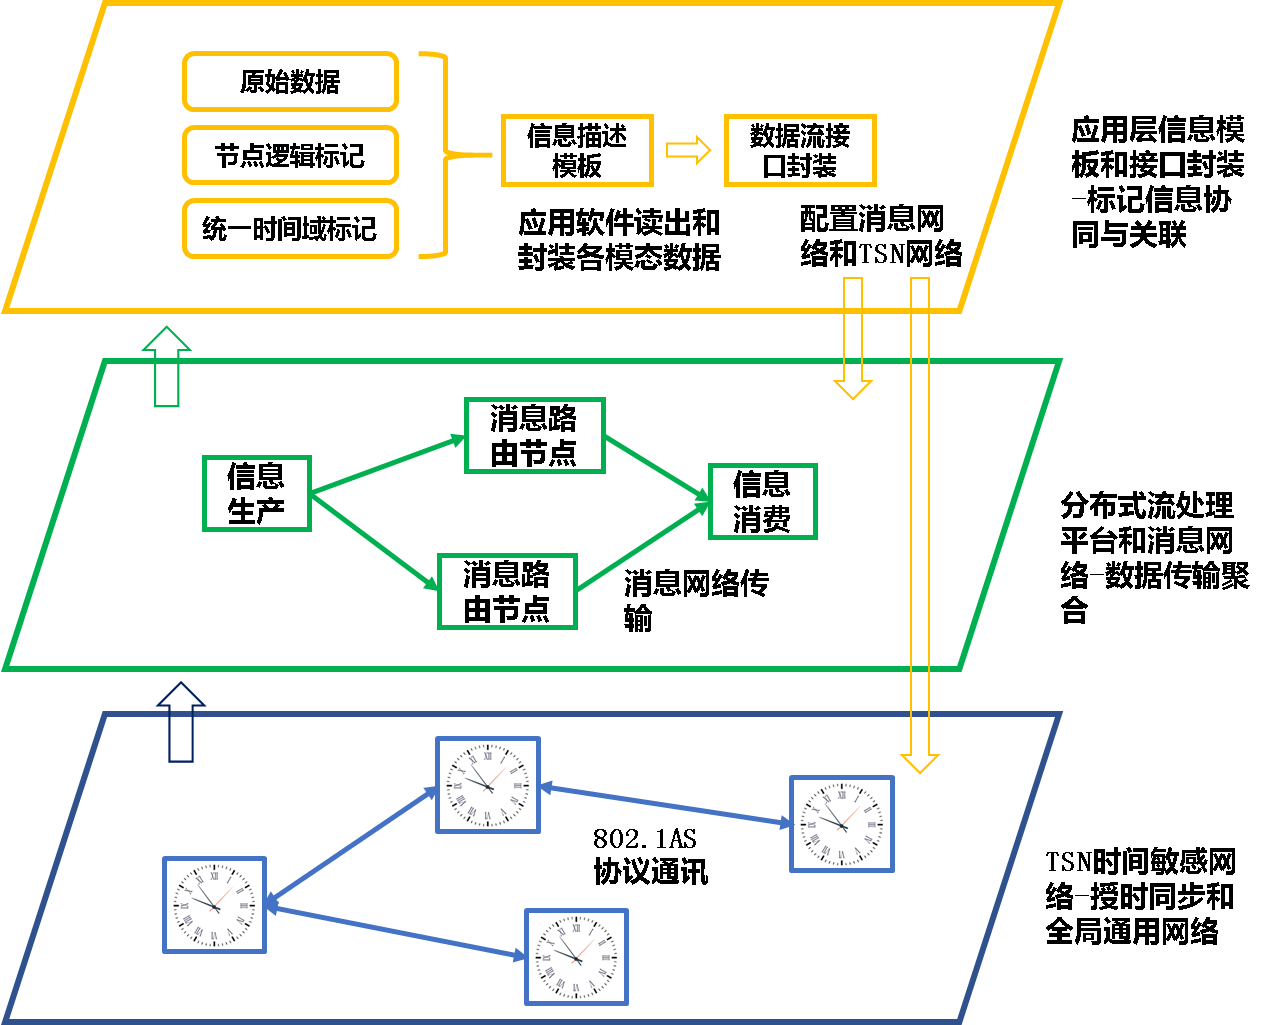 原始数据
节点逻辑标记
统一时间域标记
信息描述
模板
数据流接
口封装
应用软件读出和
封装各模态数据
配置消息网
络和TSN网络
应用层信息模
板和接口封装
-标记信息协
同与关联
信息
生产
消息路
由节点
消息路
由节点
信息
消费
消息网络传
输
分布式流处理
平台和消息网
络-数据传输聚
合
802.1AS
协议通讯
TSN时间敏感网
络-授时同步和
全局通用网络